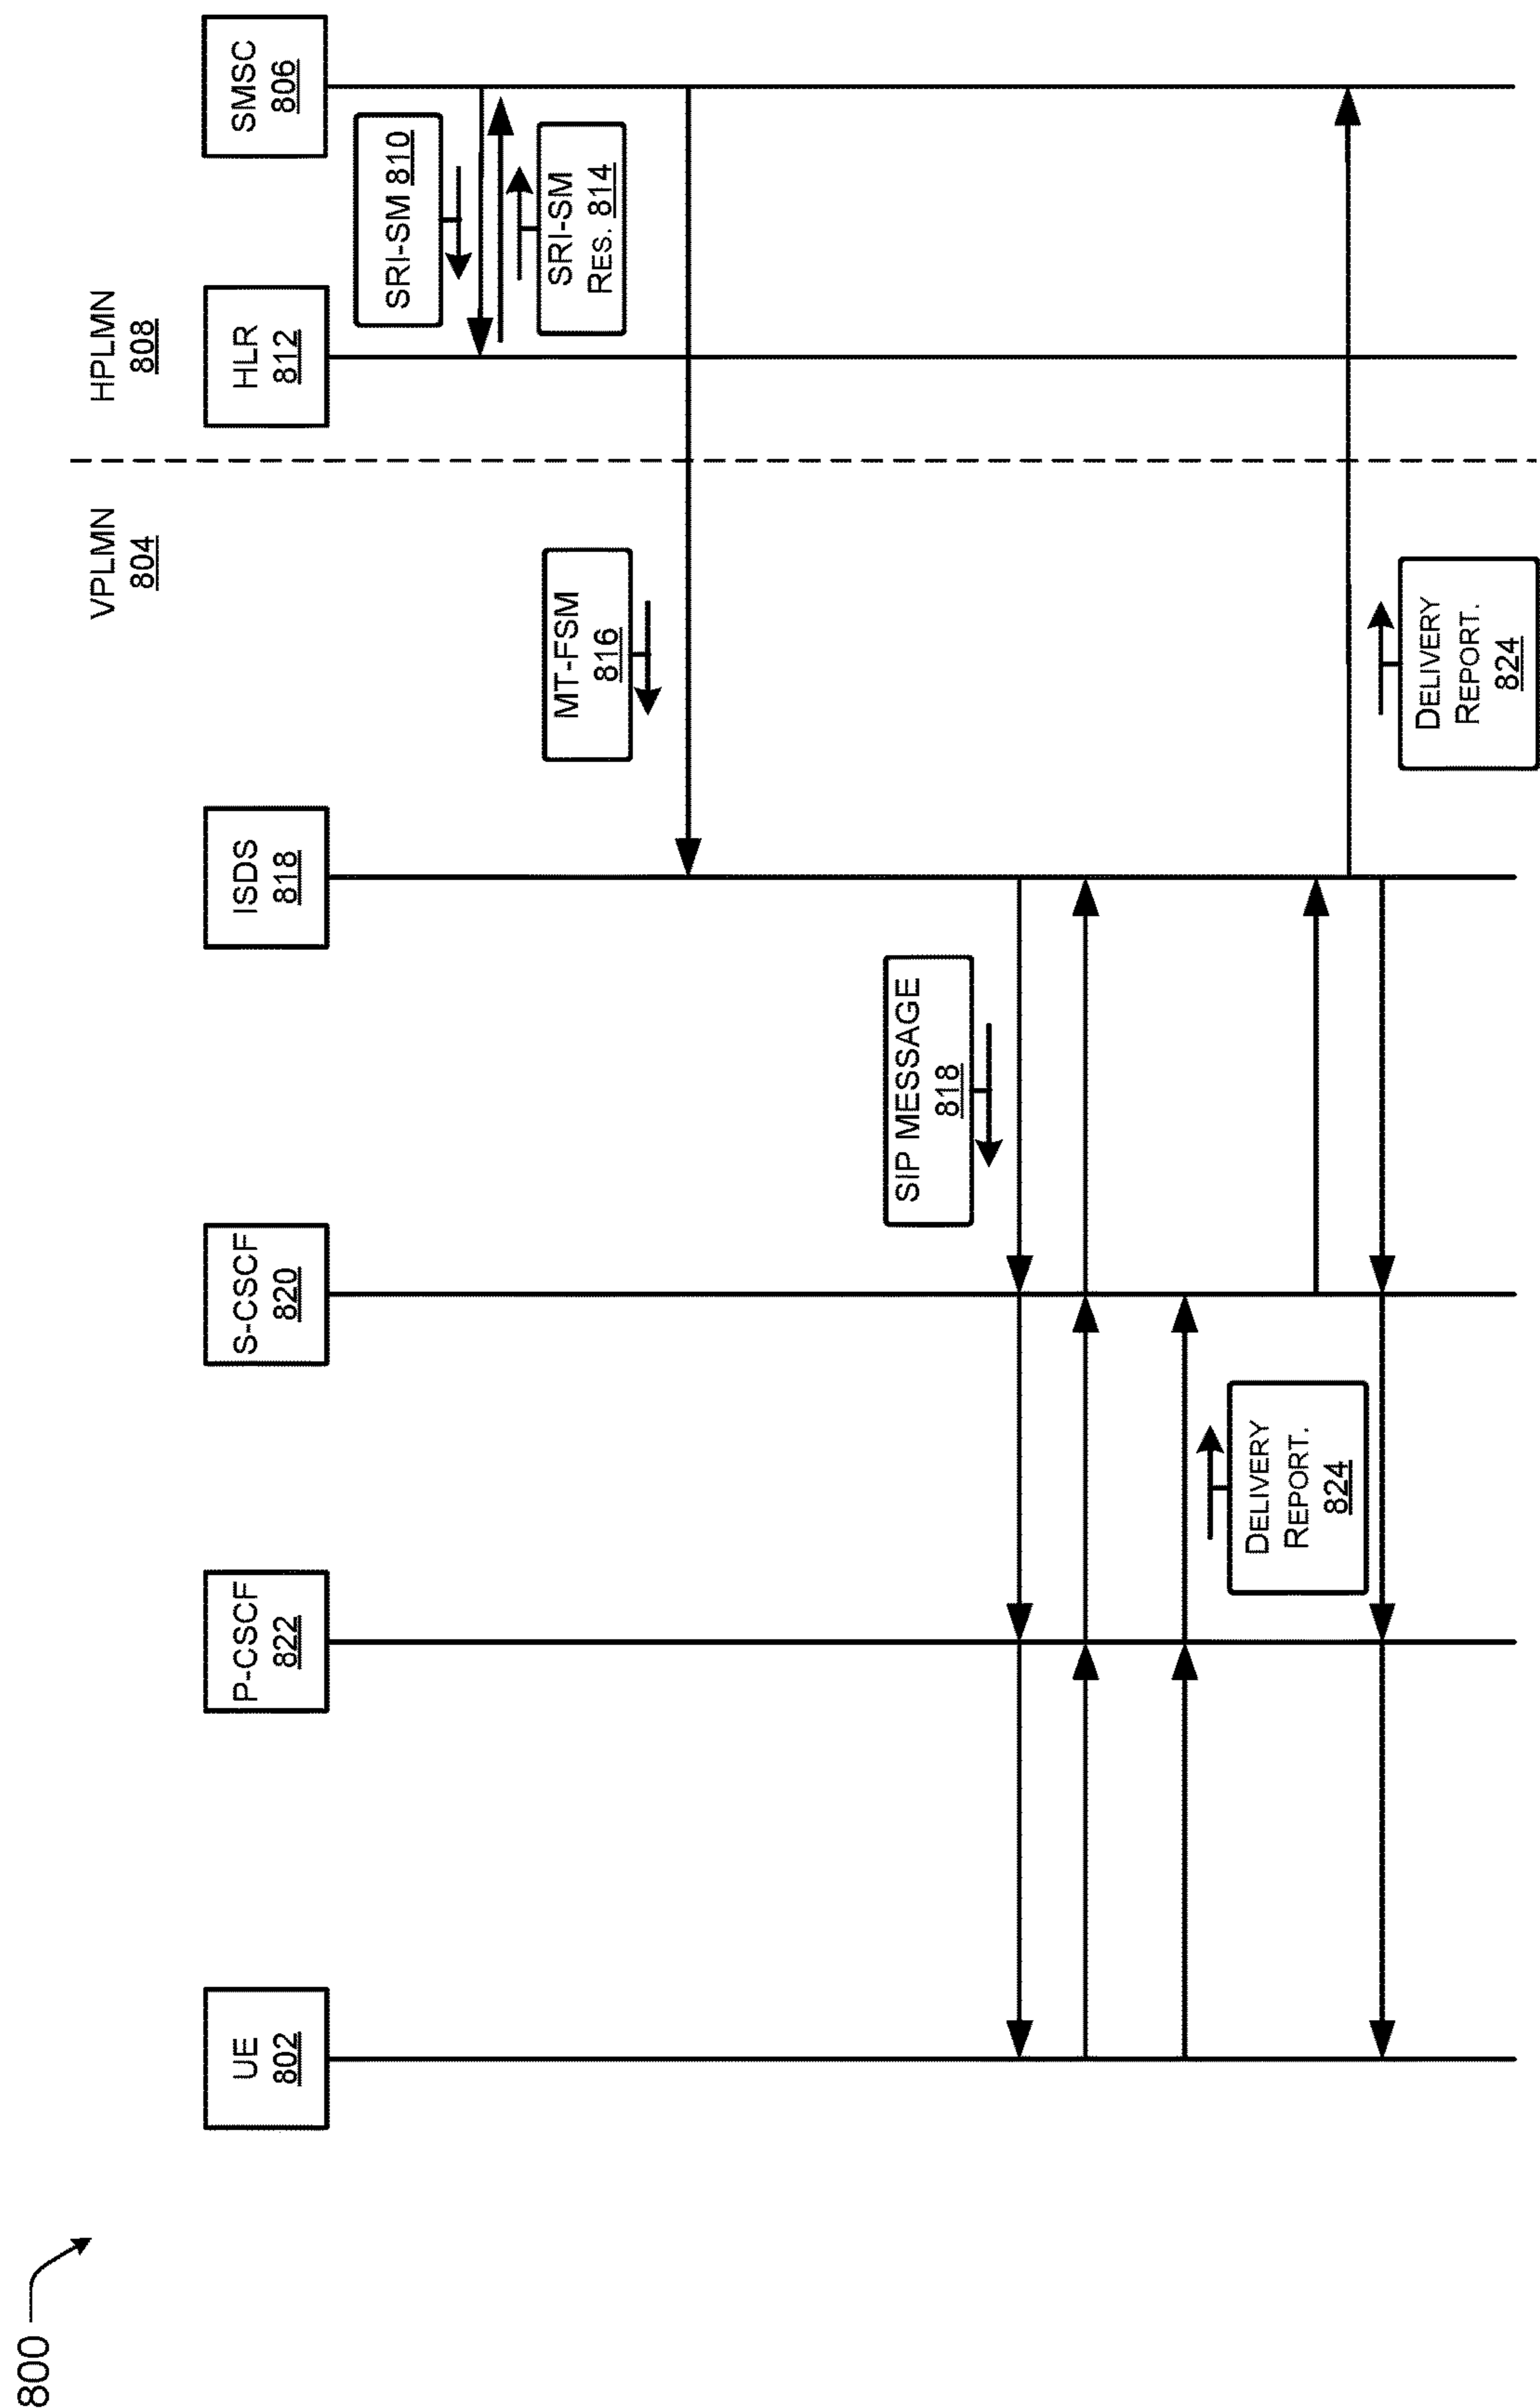 800
VPLMN
804
HPLMN
808
UE
802
P-CSCF
822
S-CSCF
820
ISDS
818
HLR
812
SMSC
806
SRI-SM 810
SRI-SM
RES. 814
MT-FSM
816
SIP MESSAGE
818
DELIVERY
REPORT.
824
DELIVERY
REPORT.
824